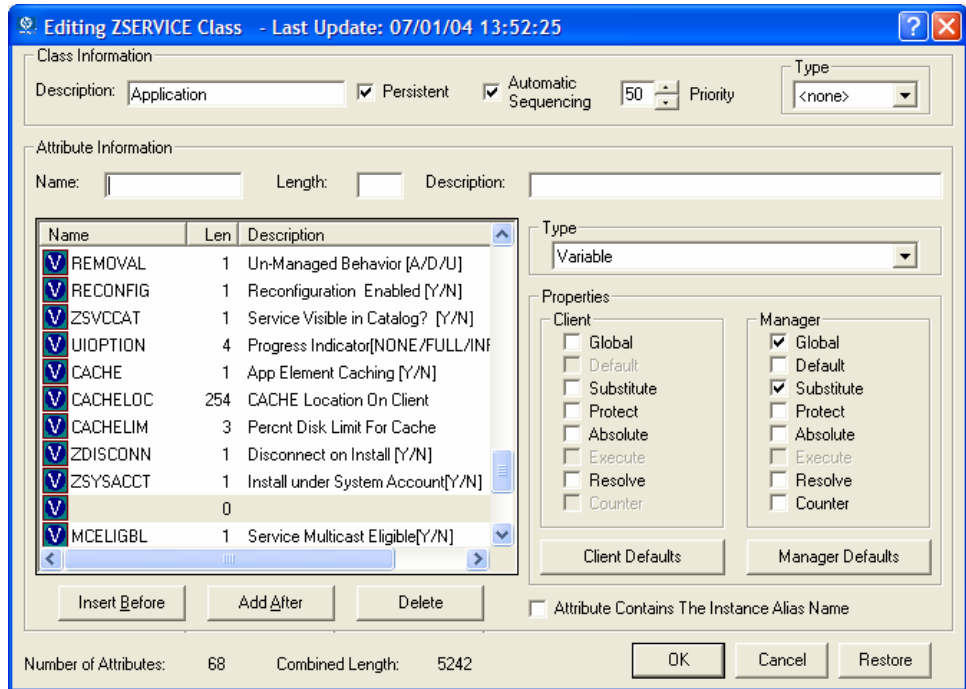 Editing ZSERVICE Class - Last Update: 07/01/04 13:52:25
Class Information
Description: Application
Persistent
Automatic Sequencing
50 Priority
Type
<none>
Attribute Information
Name: Length: Description:
Name Len Description
V REMOVAL 1 Un-Managed Behavior [A/D/U]
V RECONFIG 1 Reconfiguration Enabled [Y/N]
V ZSVCCAT 1 Service Visible in Catalog? [Y/N]
V UIOPTION 4 Progress Indicator[NONE/FULL/INF
V CACHE 1 App Element Caching [Y/N]
V CACHELOC 254 CACHE Location On Client
V CACHELIM 3 Percnt Disk Limit For Cache
V ZDISCONN 1 Disconnect on Install [Y/N]
V ZSYSACCT 1 Install under System Account[Y/N]
V 0
V MCELIGBL 1 Service Multicast Eligible[Y/N]
Insert Before Add After Delete
Type
Variable
Properties
Client
Global
Default
Substitute
Protect
Absolute
Execute
Resolve
Counter
Client Defaults
Manager
Global
Default
Substitute
Protect
Absolute
Execute
Resolve
Counter
Manager Defaults
Attribute Contains The Instance Alias Name
Number of Attributes: 68 Combined Length: 5242
OK Cancel Restore